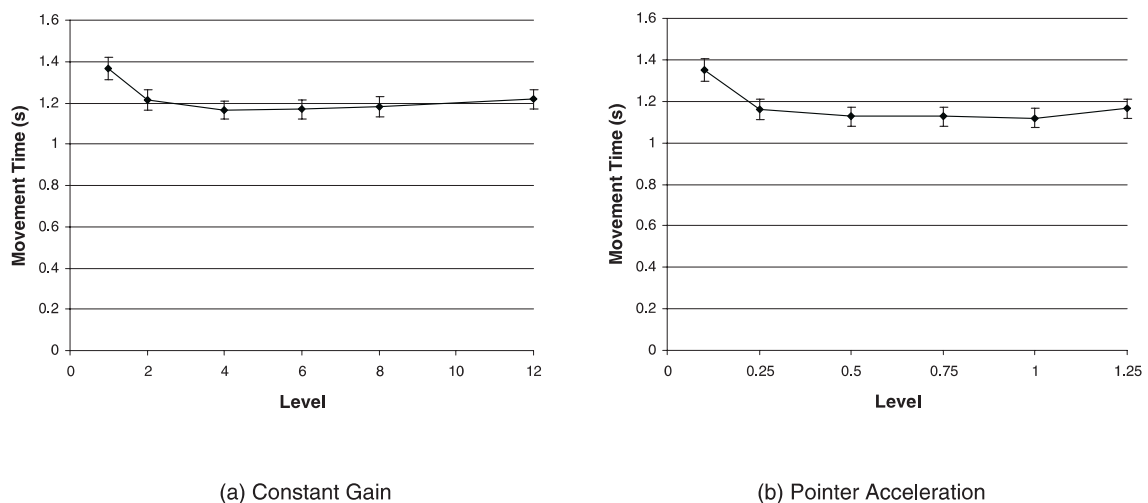 1.6
1.4
1.2
1
0.8
0.6
0.4
0.2
0
Movement Time (s)
0 2 4 6 8 10 12
Level
(a) Constant Gain
1.6
1.4
1.2
1
0.8
0.6
0.4
0.2
0
Movement Time (s)
0 0.25 0.5 0.75 1 1.25
Level
(b) Pointer Acceleration